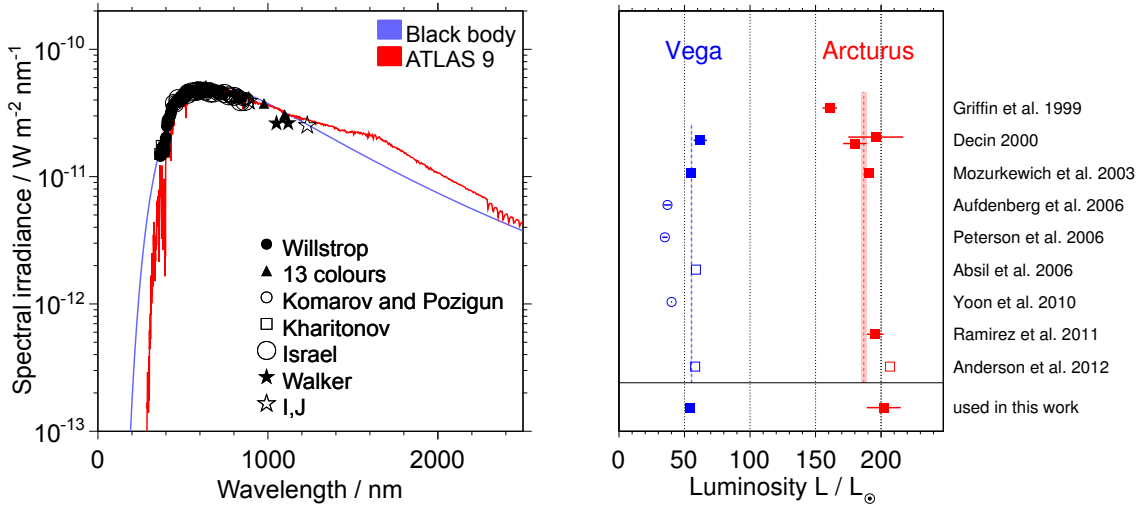 Spectral irradiance / W m⁻² nm⁻¹
10⁻¹⁰
10⁻¹¹
10⁻¹²
10⁻¹³
0
1000
2000
Wavelength / nm
Black body
ATLAS 9
Willstrop
13 colours
Komarov and Pozigun
Kharitonov
Israel
Walker
I,J
Vega
Arcturus
Griffin et al. 1999
Decin 2000
Mozurkewich et al. 2003
Aufdenberg et al. 2006
Peterson et al. 2006
Absil et al. 2006
Yoon et al. 2010
Ramirez et al. 2011
Anderson et al. 2012
used in this work
0 50 100 150 200
Luminosity L / L☉